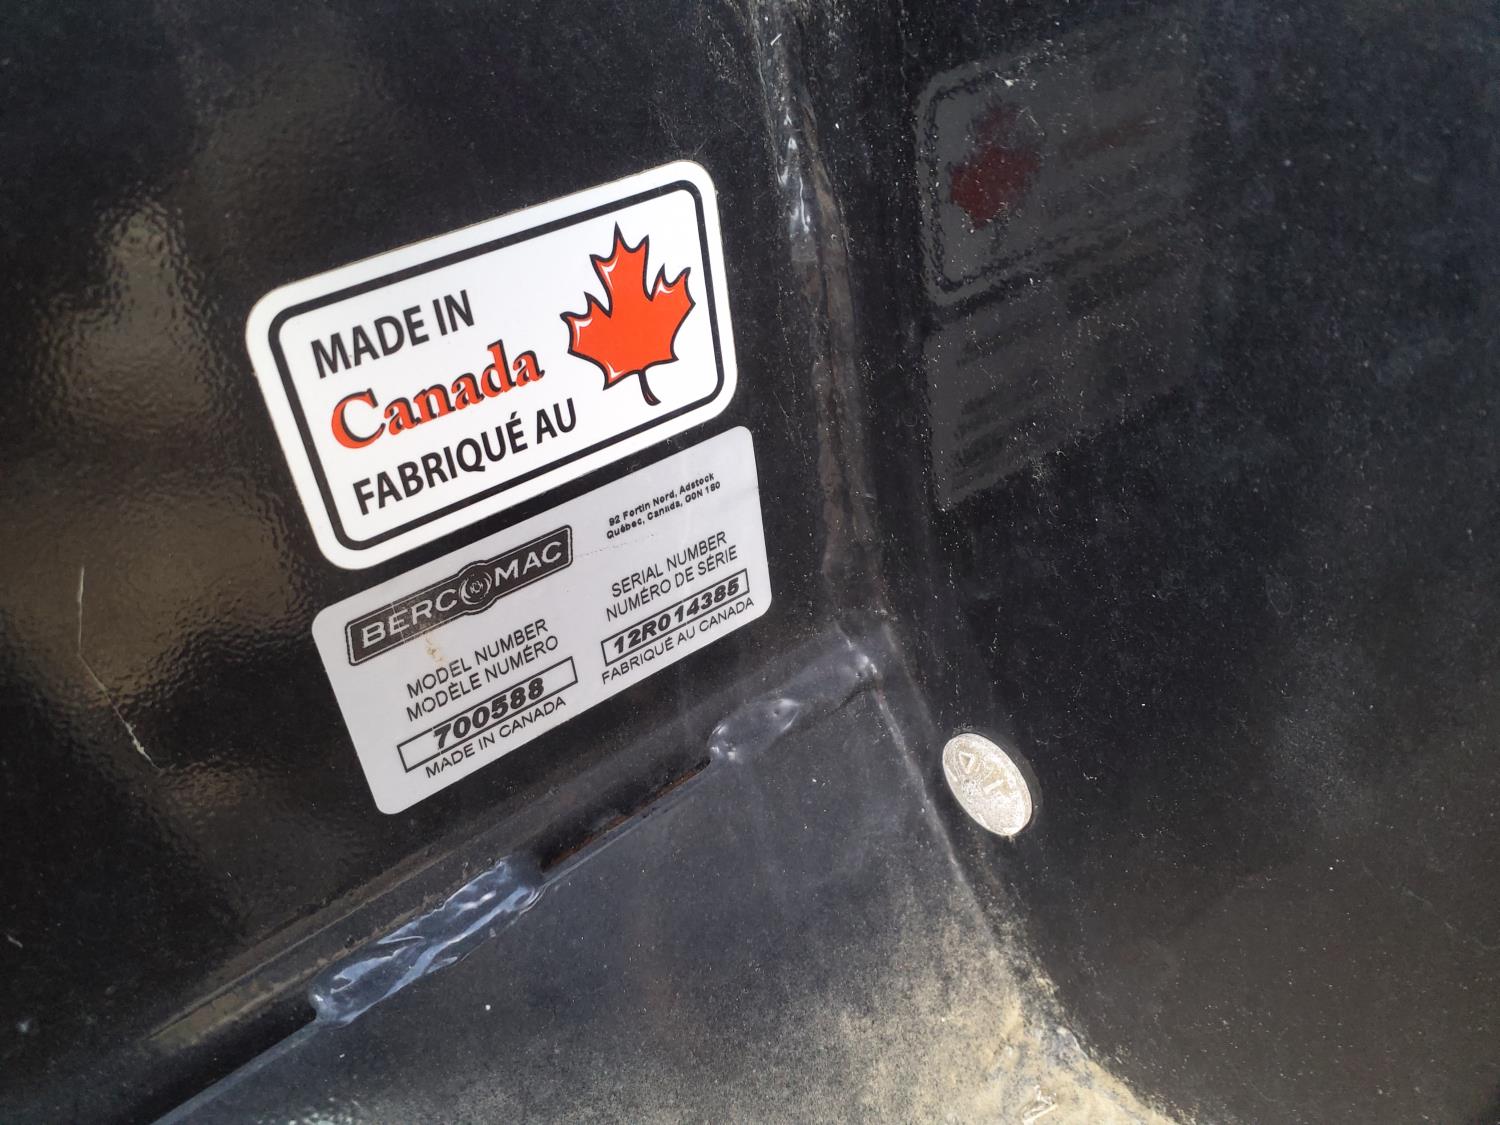 MADE IN
Canada
FABRIQUÉ AU
BERCOMAC
92 Fortin Nord, Adstock
Québec, Canada, G0N 1S0
MODEL NUMBER
MODÈLE NUMÉRO
700588
MADE IN CANADA
SERIAL NUMBER
NUMÉRO DE SÉRIE
12R014385
FABRIQUÉ AU CANADA